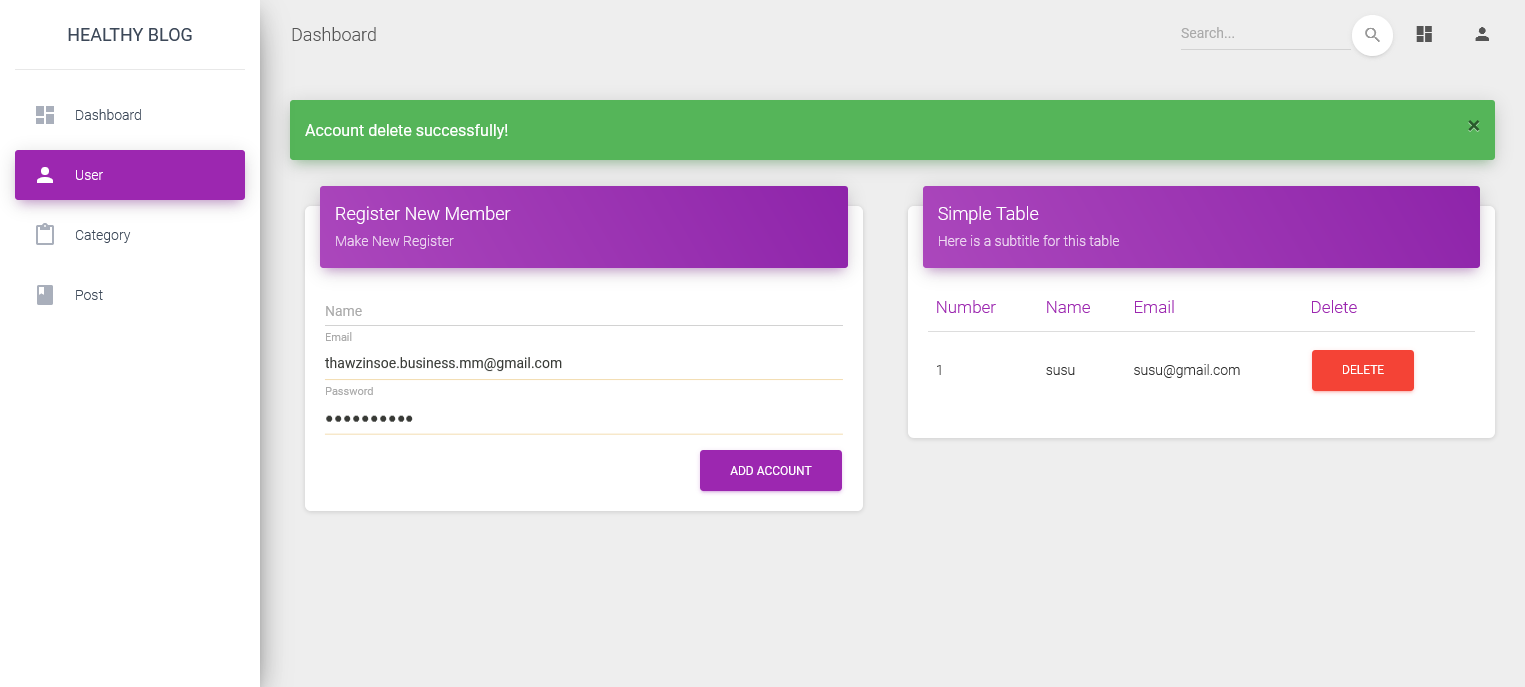 HEALTHY BLOG
Dashboard
User
Category
Post
Dashboard
Search...
Account delete successfully!
×
Register New Member
Make New Register
Name
Email
thawzinsoe.business.mm@gmail.com
Password
••••••••••
ADD ACCOUNT
Simple Table
Here is a subtitle for this table
Number Name Email Delete
1 susu susu@gmail.com DELETE